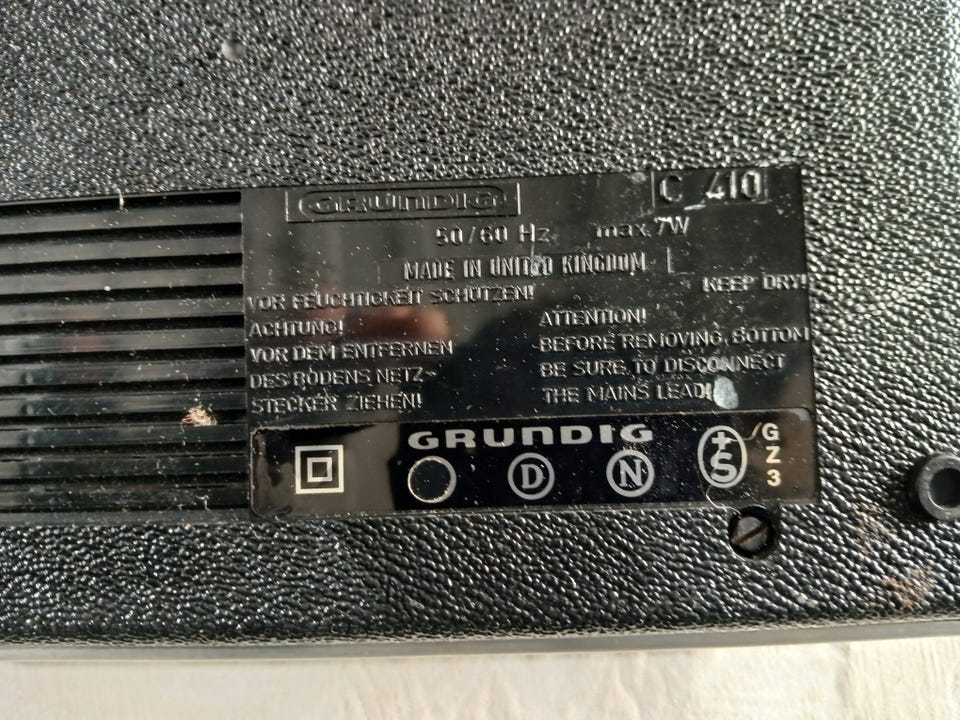 GRUNDIG
C 410
50/60 Hz max. 7W
MADE IN UNITED KINGDOM
KEEP DRY!
VOR FEUCHTIGKEIT SCHÜTZEN!
ACHTUNG!
VOR DEM ENTFERNEN
DES BODENS NETZ-
STECKER ZIEHEN!
ATTENTION!
BEFORE REMOVING BOTTOM
BE SURE TO DISCONNECT
THE MAINS LEAD!
GRUNDIG
D
N
+S
/G
Z
3